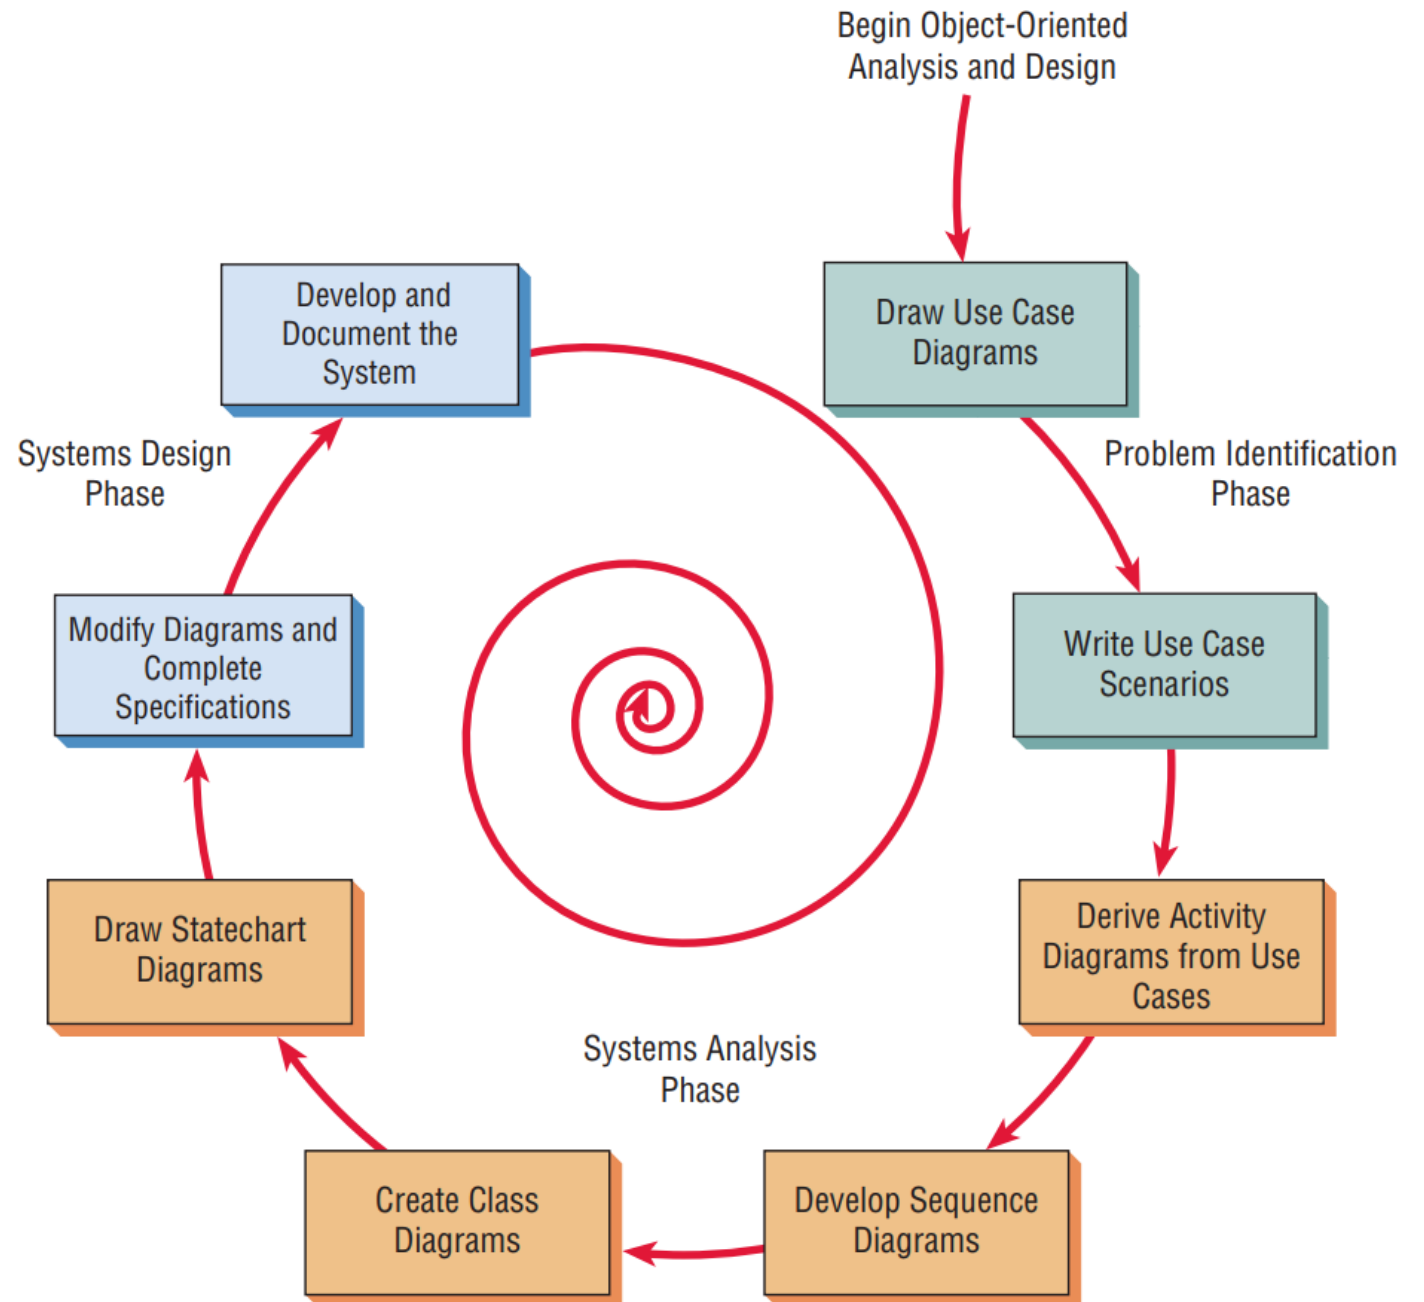 Begin Object-Oriented
Analysis and Design
Draw Use Case
Diagrams
Problem Identification
Phase
Write Use Case
Scenarios
Derive Activity
Diagrams from Use
Cases
Develop Sequence
Diagrams
Systems Analysis
Phase
Create Class
Diagrams
Draw Statechart
Diagrams
Modify Diagrams and
Complete
Specifications
Systems Design
Phase
Develop and
Document the
System